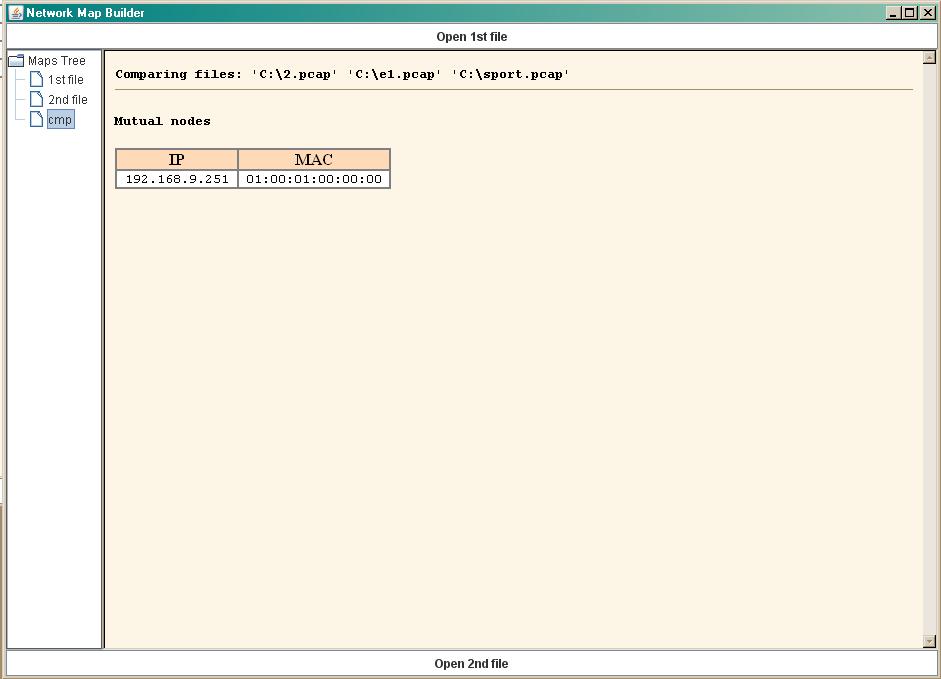 Network Map Builder
Open 1st file
Maps Tree
1st file
2nd file
cmp
Comparing files: 'C:\2.pcap' 'C:\e1.pcap' 'C:\sport.pcap'
Mutual nodes
IP MAC
192.168.9.251 01:00:01:00:00:00
Open 2nd file